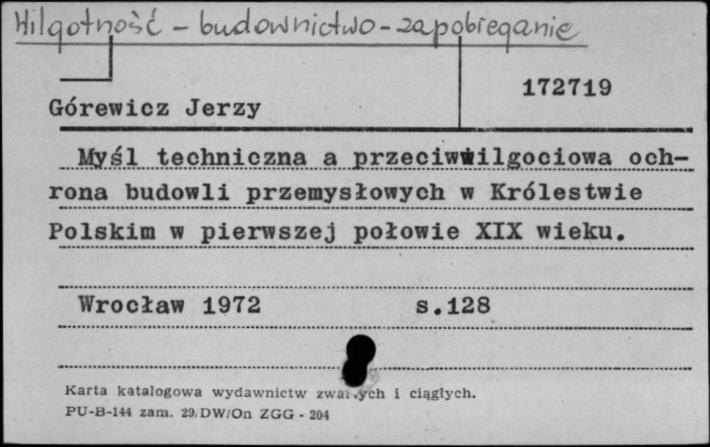 Wilgotność – budownictwo – zapobieganie
172719
Górewicz Jerzy
Myśl techniczna a przeciwwilgociowa och-
rona budowli przemysłowych w Królestwie
Polskim w pierwszej połowie XIX wieku.
Wrocław 1972 s.128
Karta katalogowa wydawnictw zwartych i ciągłych.
PU-B-144 zam. 29.DW/On ZGG - 204